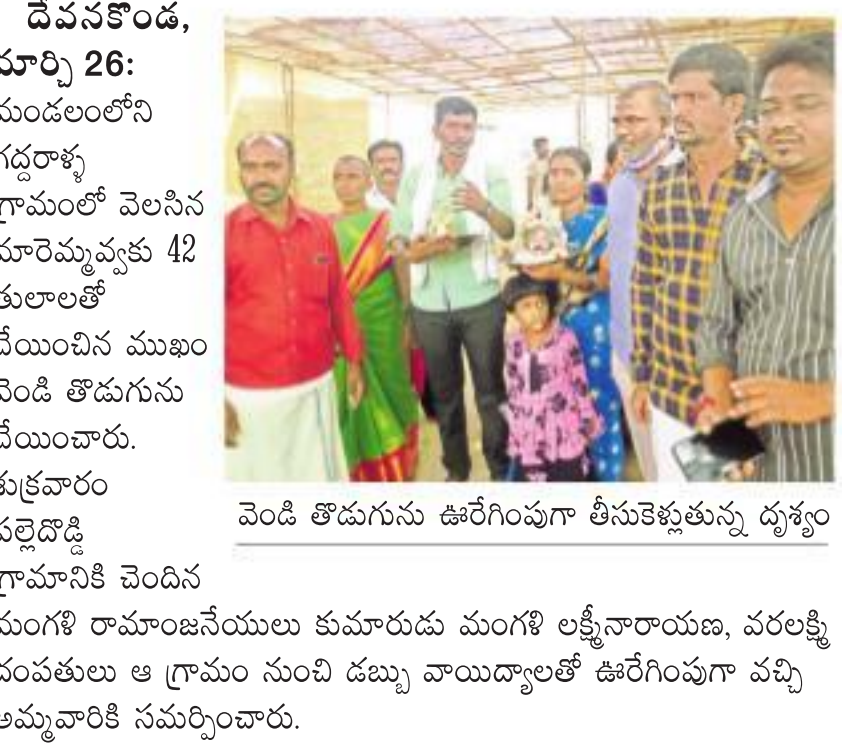 దేవనకొండ,
మార్చి 26:
మండలంలోని
గద్దరాళ్ళ
గ్రామంలో వెలసిన
మారెమ్మవ్వకు 42
తులాలతో
చేయించిన ముఖం
వెండి తొడుగును
చేయించారు.
శుక్రవారం
పల్లెదొడ్డి
గ్రామానికి చెందిన
మంగళి రామాంజనేయులు కుమారుడు మంగళి లక్ష్మీనారాయణ, వరలక్ష్మి
దంపతులు ఆ గ్రామం నుంచి డబ్బు వాయిద్యాలతో ఊరేగింపుగా వచ్చి
అమ్మవారికి సమర్పించారు.
వెండి తొడుగును ఊరేగింపుగా తీసుకెళ్లుతున్న దృశ్యం